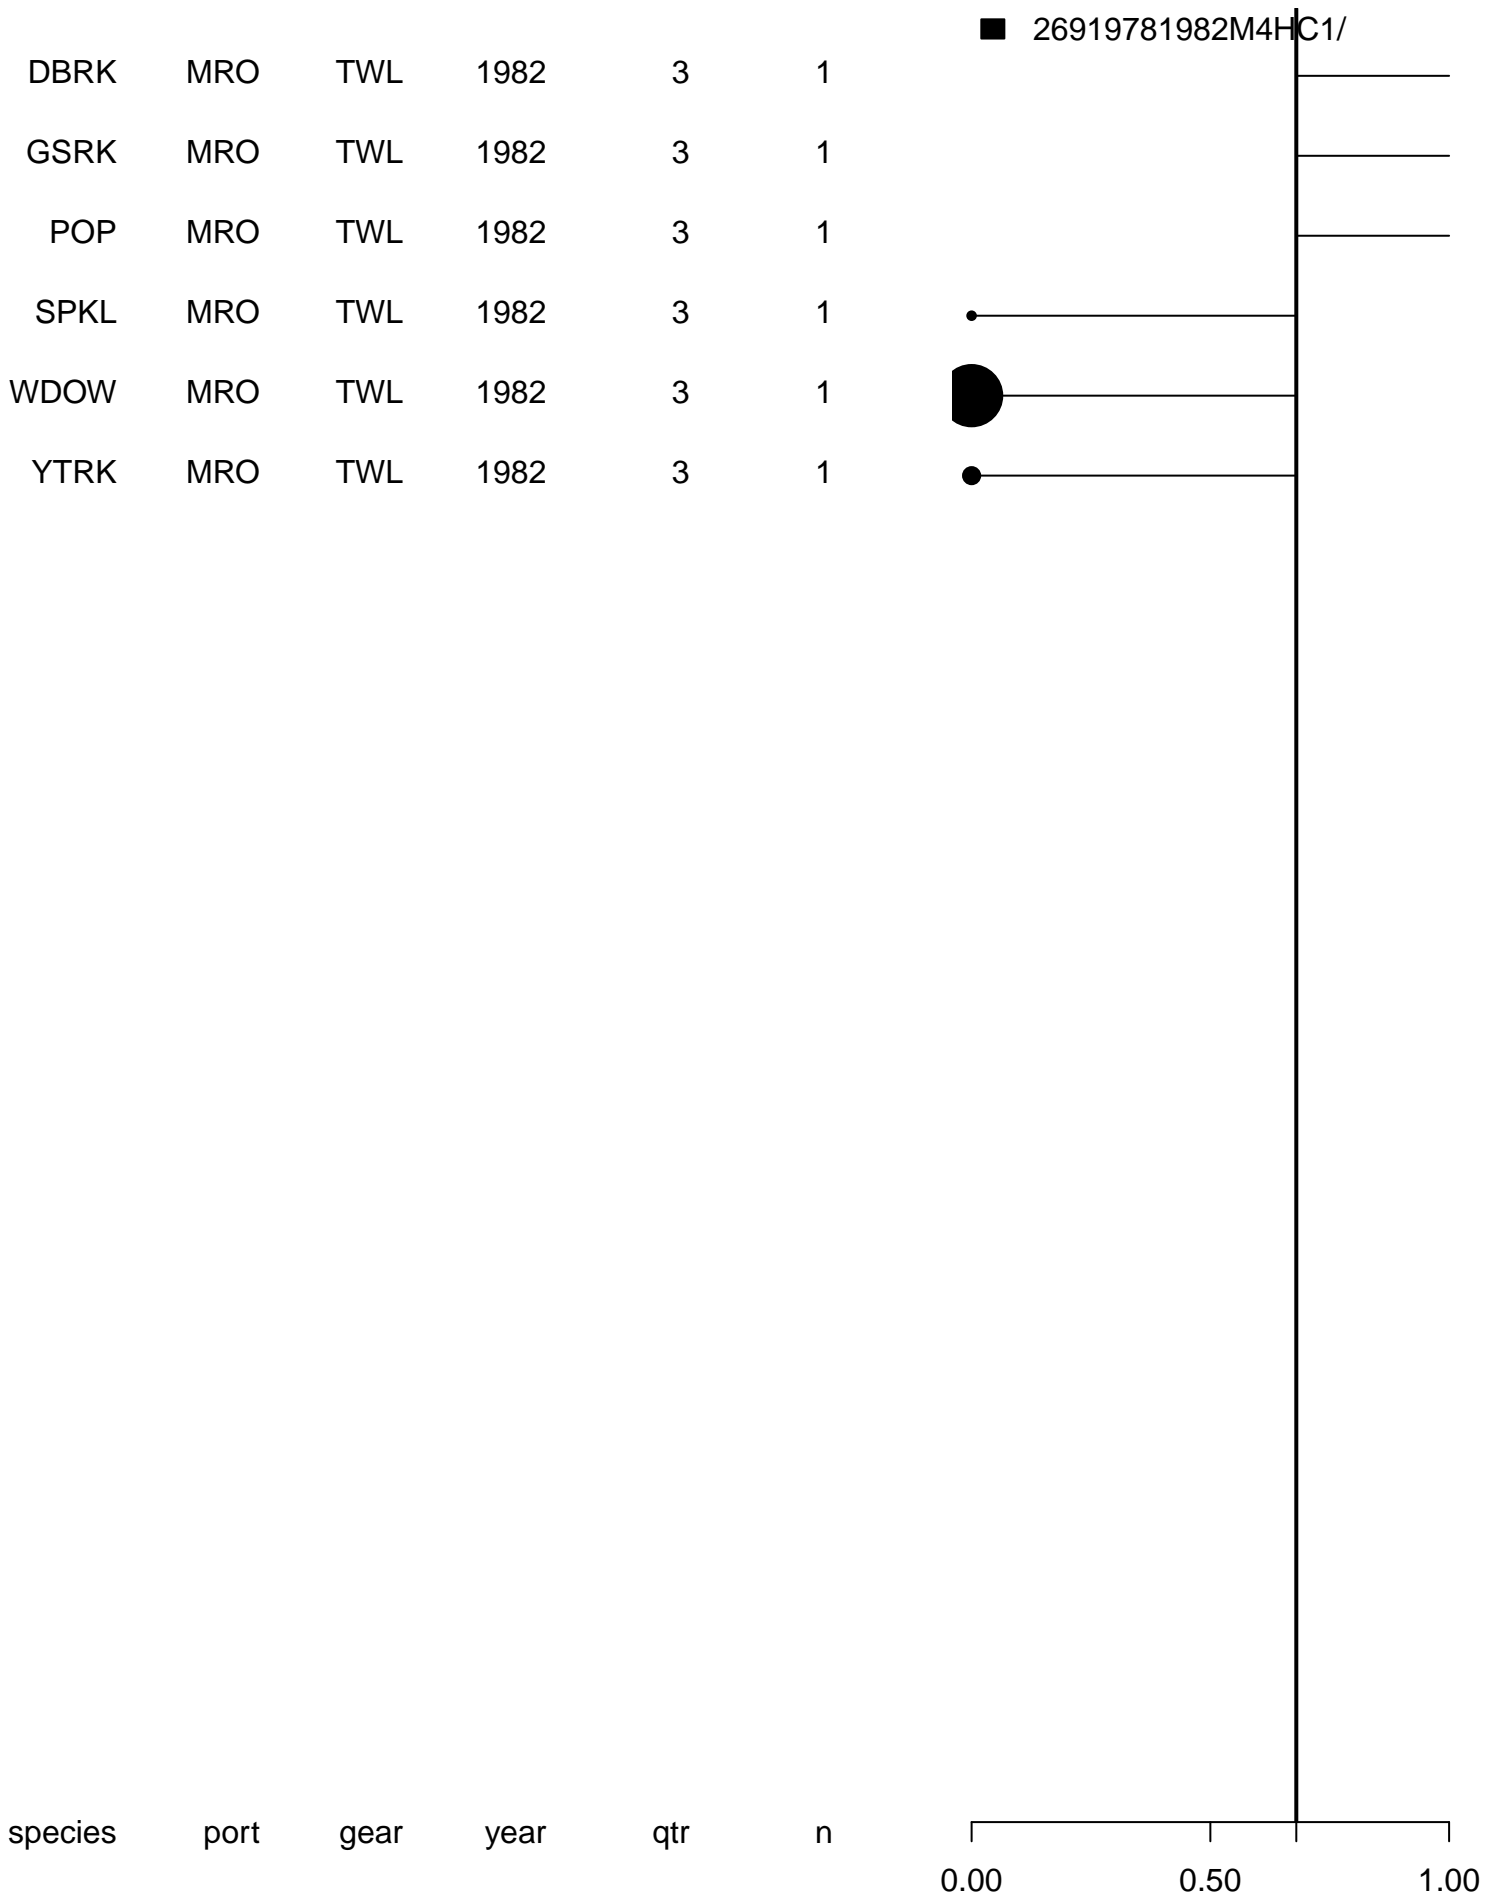 26919781982M4HC1/
DBRK MRO TWL 1982 3 1
GSRK MRO TWL 1982 3 1
POP MRO TWL 1982 3 1
SPKL MRO TWL 1982 3 1
WDOW MRO TWL 1982 3 1
YTRK MRO TWL 1982 3 1
species port gear year qtr n
0.00 0.50 1.00